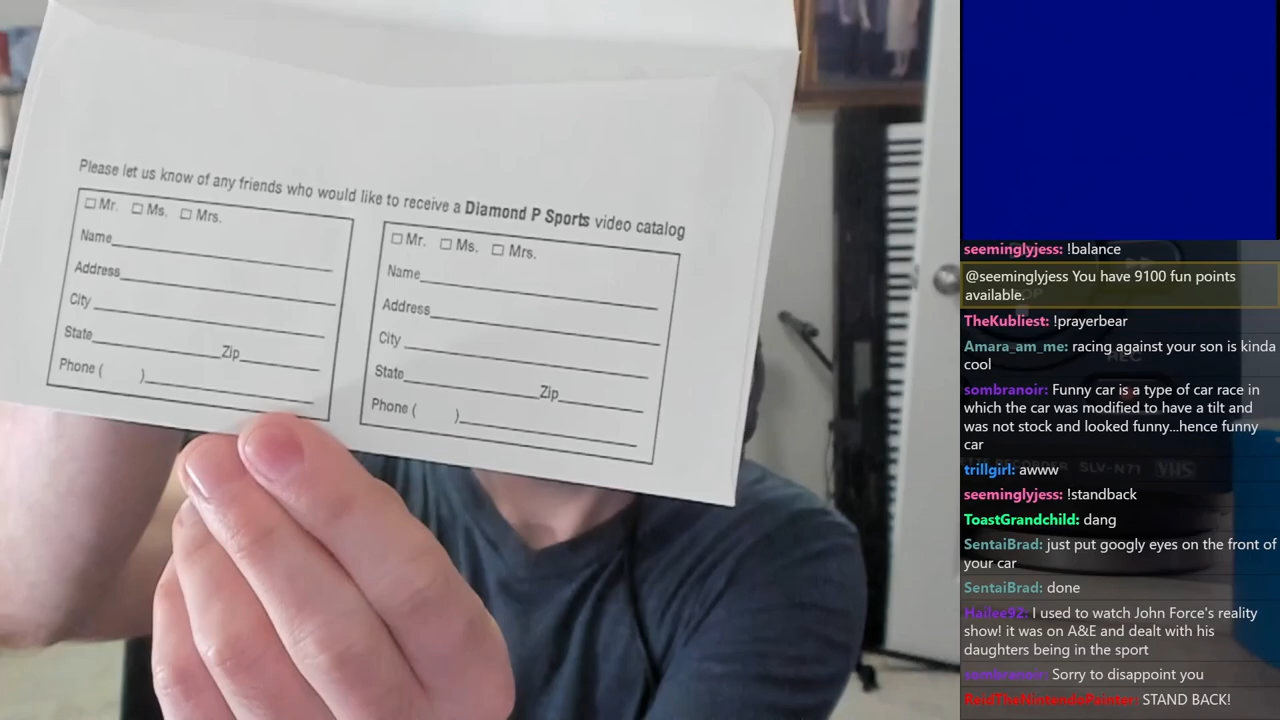 Please let us know of any friends who would like to receive a Diamond P Sports video catalog
□ Mr. □ Ms. □ Mrs.
Name
Address
City
State Zip
Phone ( )
□ Mr. □ Ms. □ Mrs.
Name
Address
City
State Zip
Phone ( )
seeminglyjess: !balance
@seeminglyjess You have 9100 fun points
available.
TheKubliest: !prayerbear
Amara_am_me: racing against your son is kinda
cool
sombranoir: Funny car is a type of car race in
which the car was modified to have a tilt and
was not stock and looked funny...hence funny
car
trillgirl: awww
seeminglyjess: !standback
ToastGrandchild: dang
SentaiBrad: just put googly eyes on the front of
your car
SentaiBrad: done
Hailee92: I used to watch John Force's reality
show! it was on A&E and dealt with his
daughters being in the sport
sombranoir: Sorry to disappoint you
ReidTheNintendoPainter: STAND BACK!
REC
RECORDER SLV-N71 VHS